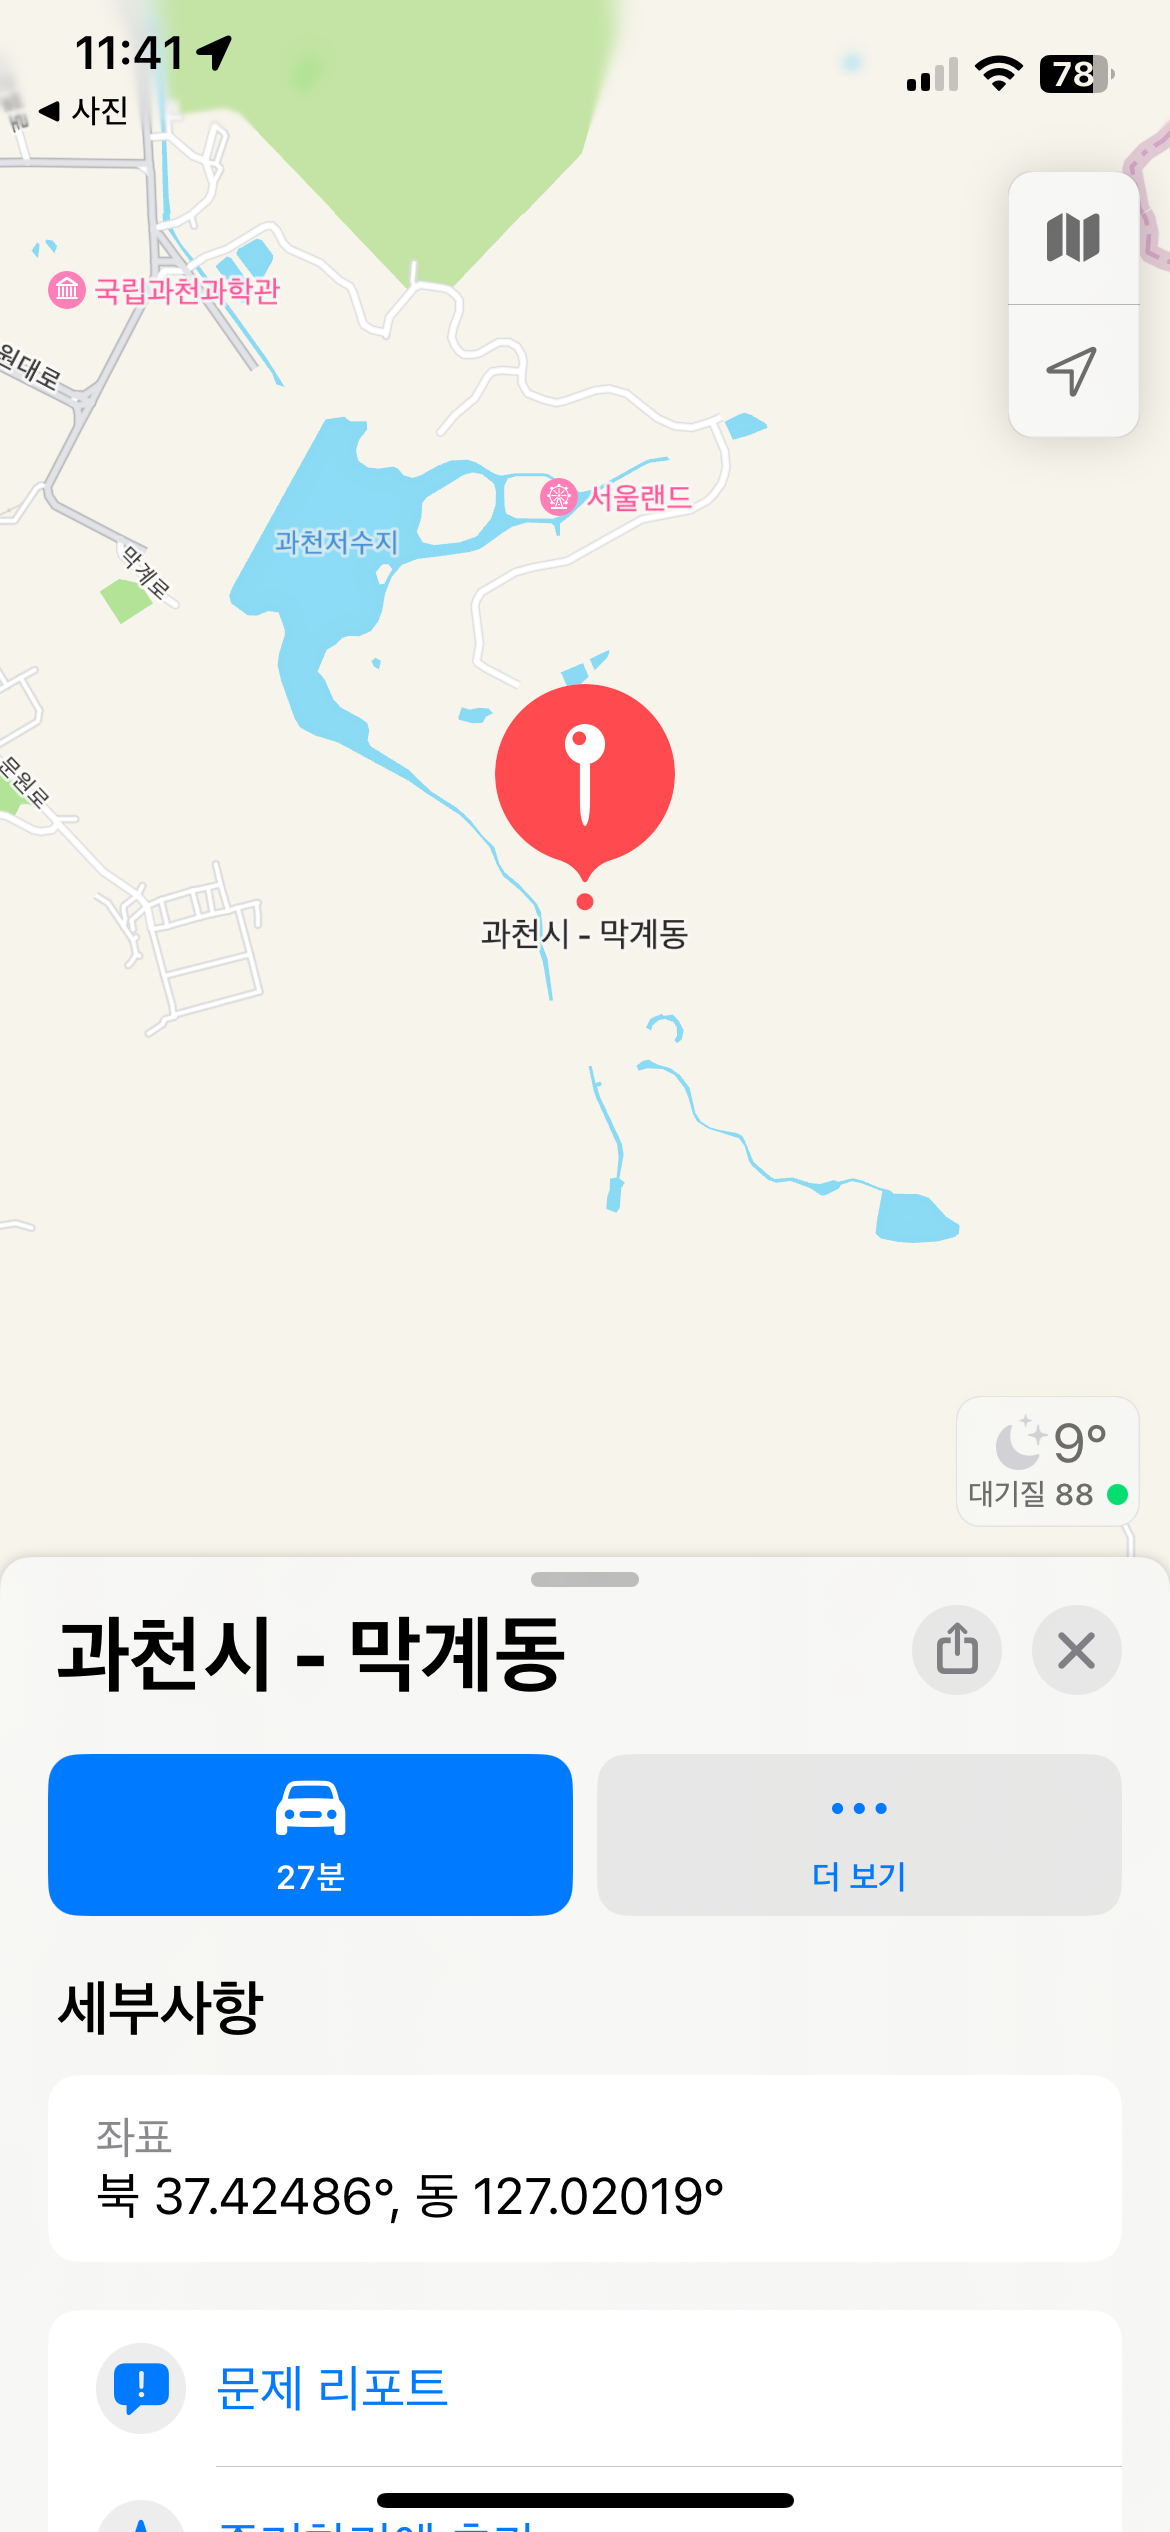 11:41
78
◀ 사진
국립과천과학관
원대로
서울랜드
과천저수지
막계로
문원로
과천시 - 막계동
9°
대기질 88
과천시 - 막계동
27분
더 보기
세부사항
좌표
북 37.42486°, 동 127.02019°
문제 리포트